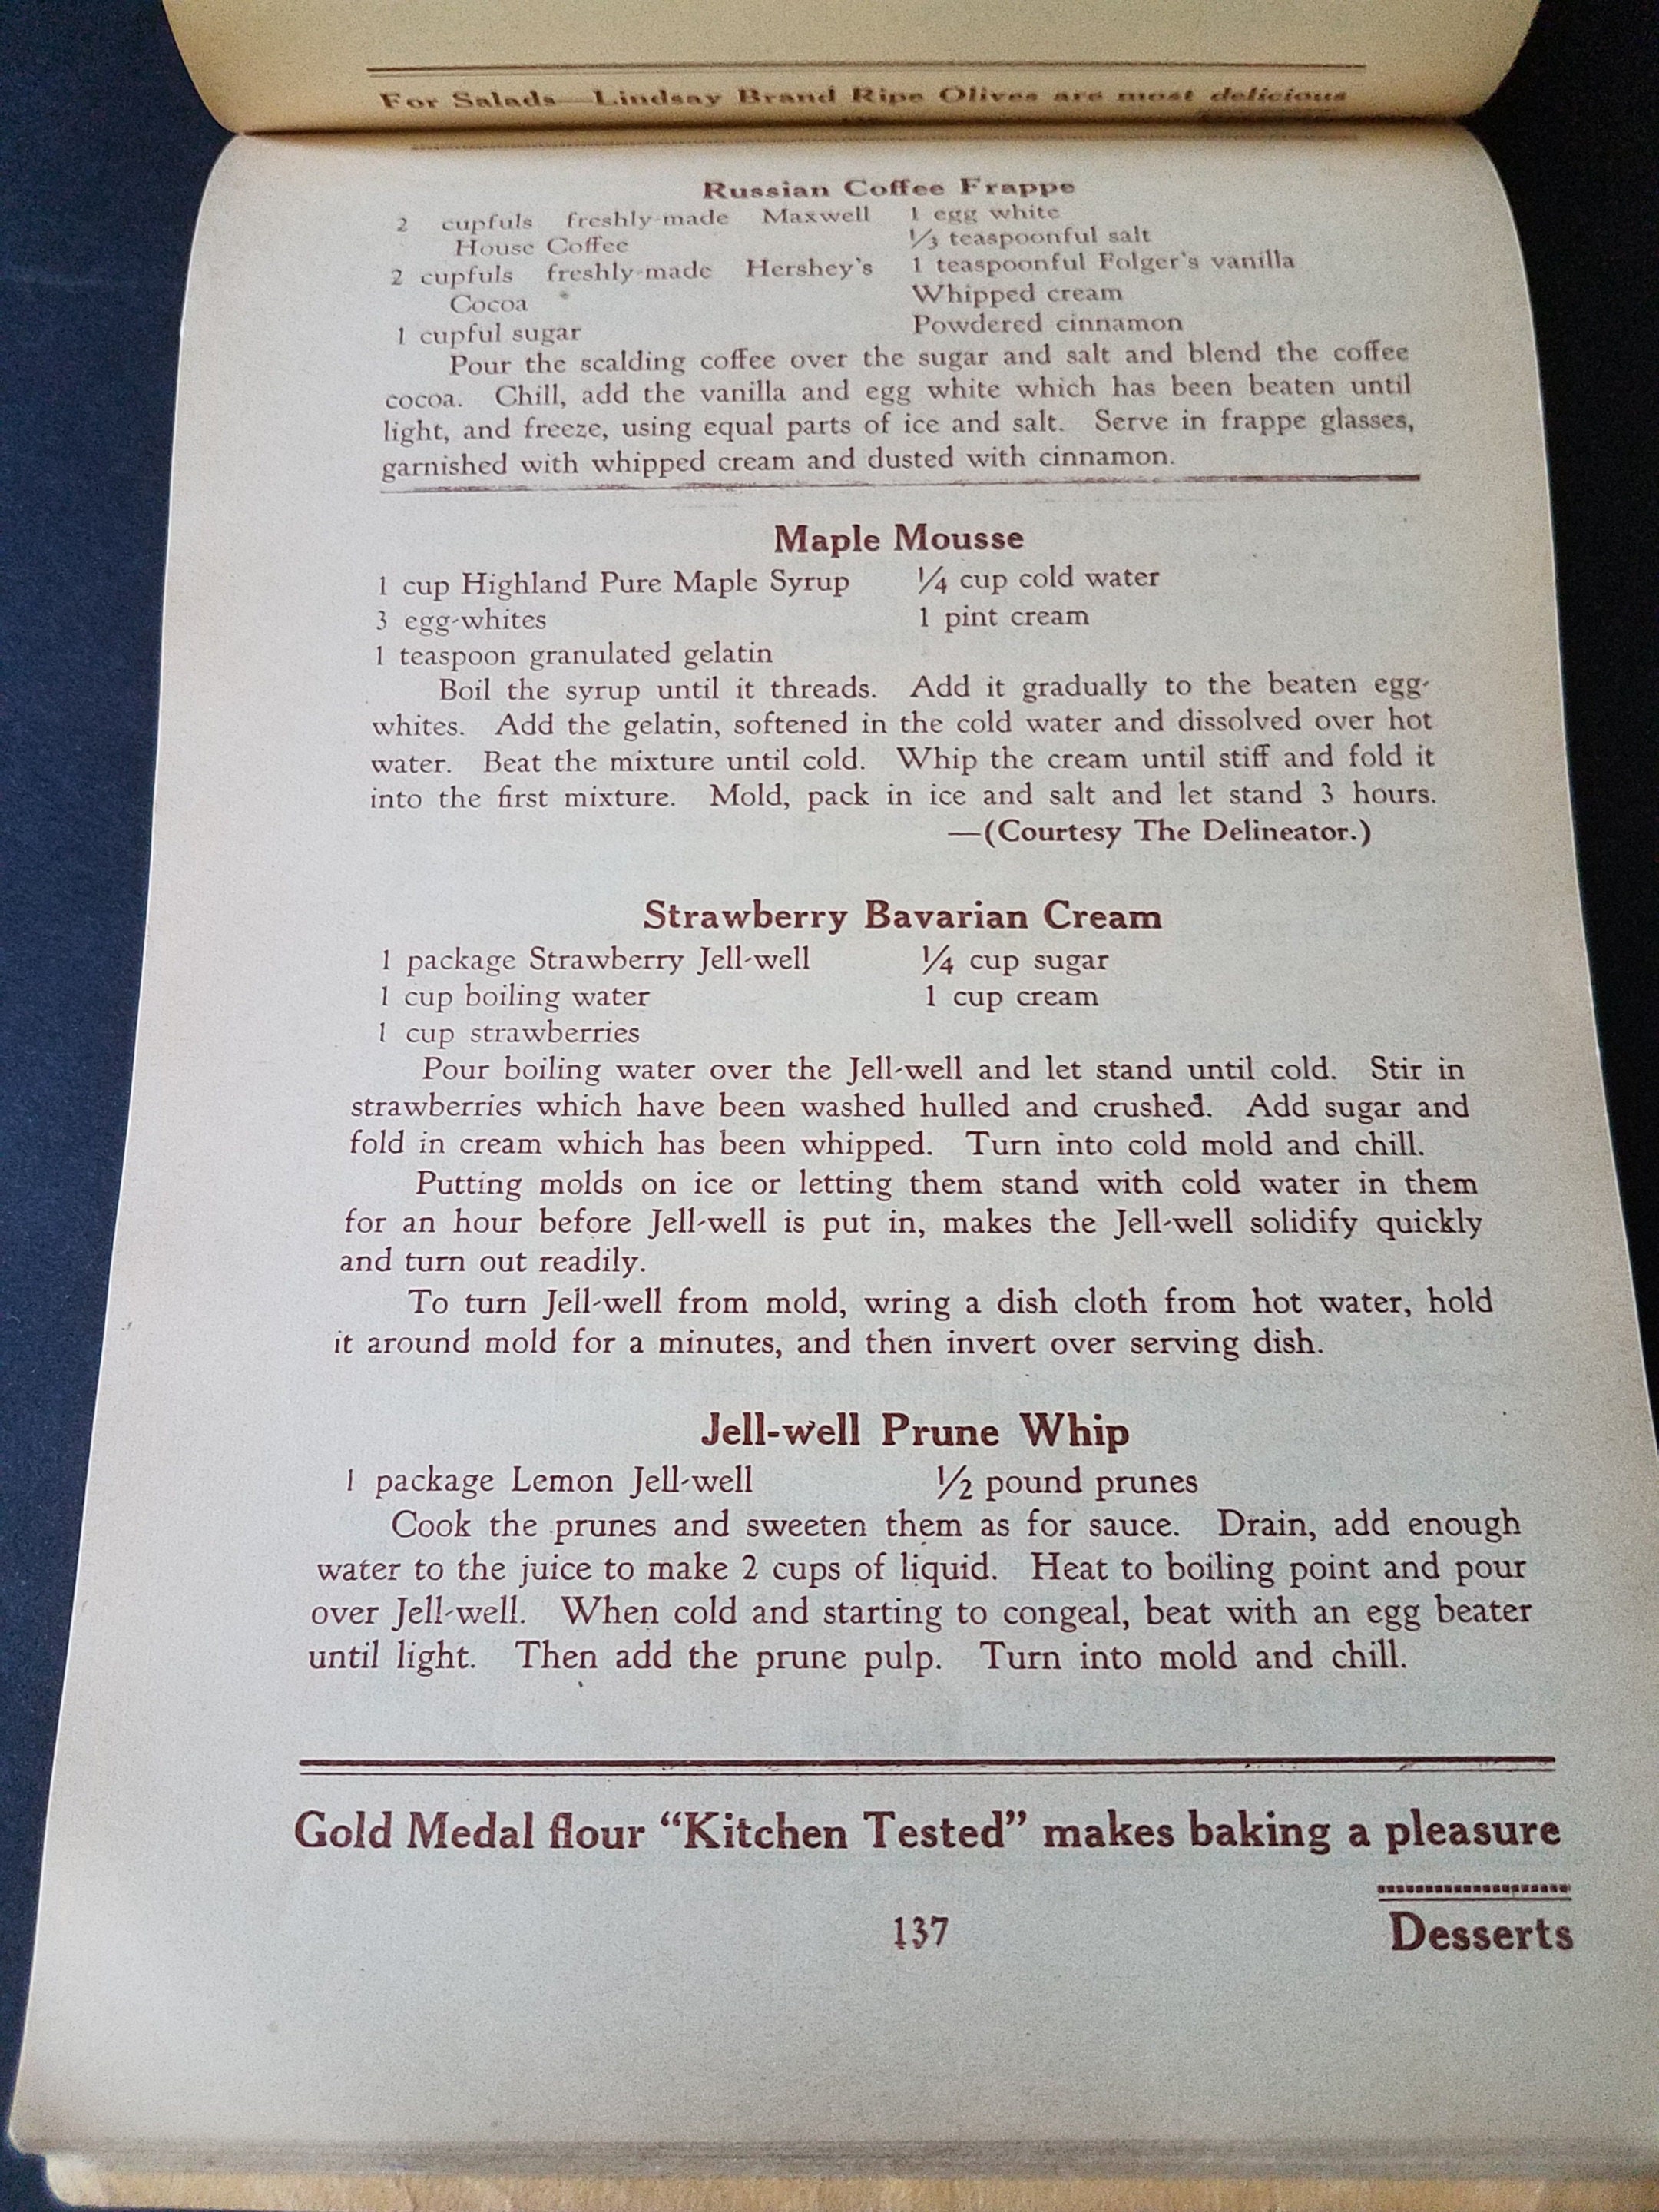 For Salads—Lindsay Brand Ripe Olives are most delicious
Russian Coffee Frappe
2 cupfuls freshly-made Maxwell House Coffee
2 cupfuls freshly-made Hershey's Cocoa
1 cupful sugar
1 egg white
⅓ teaspoonful salt
1 teaspoonful Folger's vanilla
Whipped cream
Powdered cinnamon
Pour the scalding coffee over the sugar and salt and blend the coffee
cocoa. Chill, add the vanilla and egg white which has been beaten until
light, and freeze, using equal parts of ice and salt. Serve in frappe glasses,
garnished with whipped cream and dusted with cinnamon.
Maple Mousse
1 cup Highland Pure Maple Syrup
3 egg-whites
1 teaspoon granulated gelatin
¼ cup cold water
1 pint cream
Boil the syrup until it threads. Add it gradually to the beaten egg-
whites. Add the gelatin, softened in the cold water and dissolved over hot
water. Beat the mixture until cold. Whip the cream until stiff and fold it
into the first mixture. Mold, pack in ice and salt and let stand 3 hours.
—(Courtesy The Delineator.)
Strawberry Bavarian Cream
1 package Strawberry Jell-well
1 cup boiling water
1 cup strawberries
¼ cup sugar
1 cup cream
Pour boiling water over the Jell-well and let stand until cold. Stir in
strawberries which have been washed hulled and crushed. Add sugar and
fold in cream which has been whipped. Turn into cold mold and chill.
Putting molds on ice or letting them stand with cold water in them
for an hour before Jell-well is put in, makes the Jell-well solidify quickly
and turn out readily.
To turn Jell-well from mold, wring a dish cloth from hot water, hold
it around mold for a minutes, and then invert over serving dish.
Jell-well Prune Whip
1 package Lemon Jell-well
½ pound prunes
Cook the prunes and sweeten them as for sauce. Drain, add enough
water to the juice to make 2 cups of liquid. Heat to boiling point and pour
over Jell-well. When cold and starting to congeal, beat with an egg beater
until light. Then add the prune pulp. Turn into mold and chill.
Gold Medal flour "Kitchen Tested" makes baking a pleasure
137
Desserts